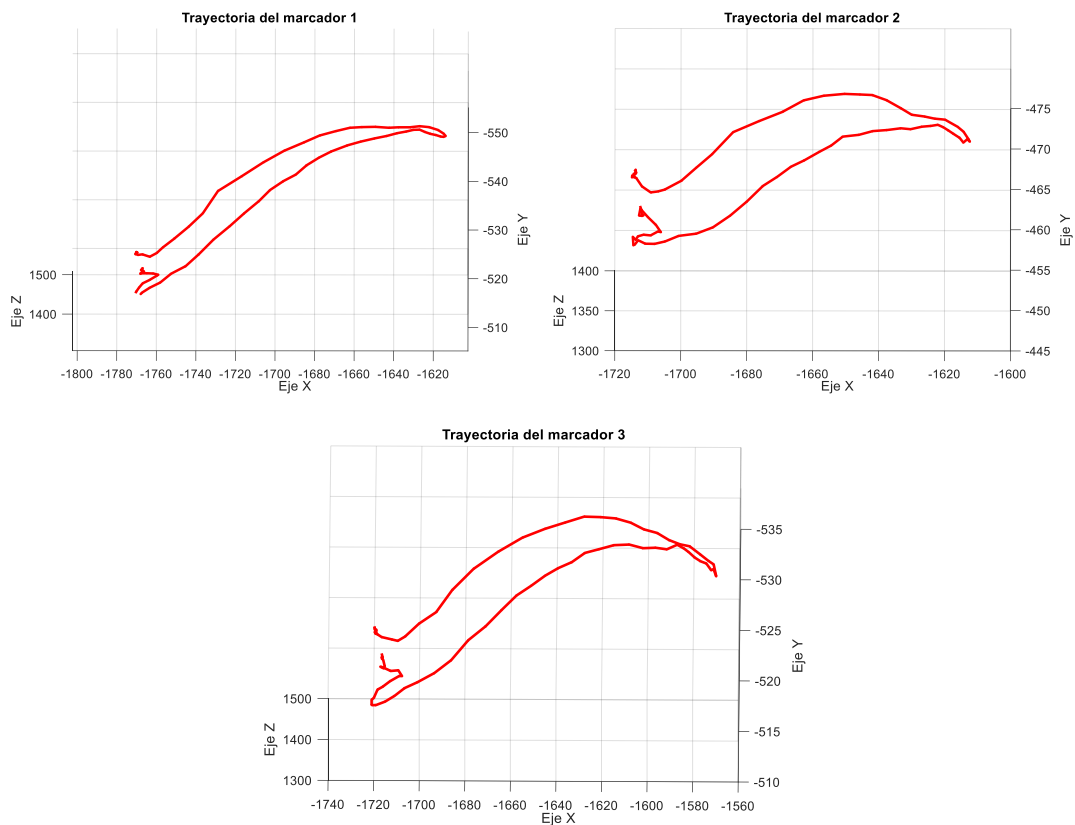 Trayectoria del marcador 1
-550
-540
-530
-520
-510
Eje Y
1500
1400
Eje Z
-1800 -1780 -1760 -1740 -1720 -1700 -1680 -1660 -1640 -1620
Eje X
Trayectoria del marcador 2
-475
-470
-465
-460
-455
-450
-445
Eje Y
1400
1350
1300
Eje Z
-1720 -1700 -1680 -1660 -1640 -1620 -1600
Eje X
Trayectoria del marcador 3
-535
-530
-525
-520
-515
-510
Eje Y
1500
1400
1300
Eje Z
-1740 -1720 -1700 -1680 -1660 -1640 -1620 -1600 -1580 -1560
Eje X